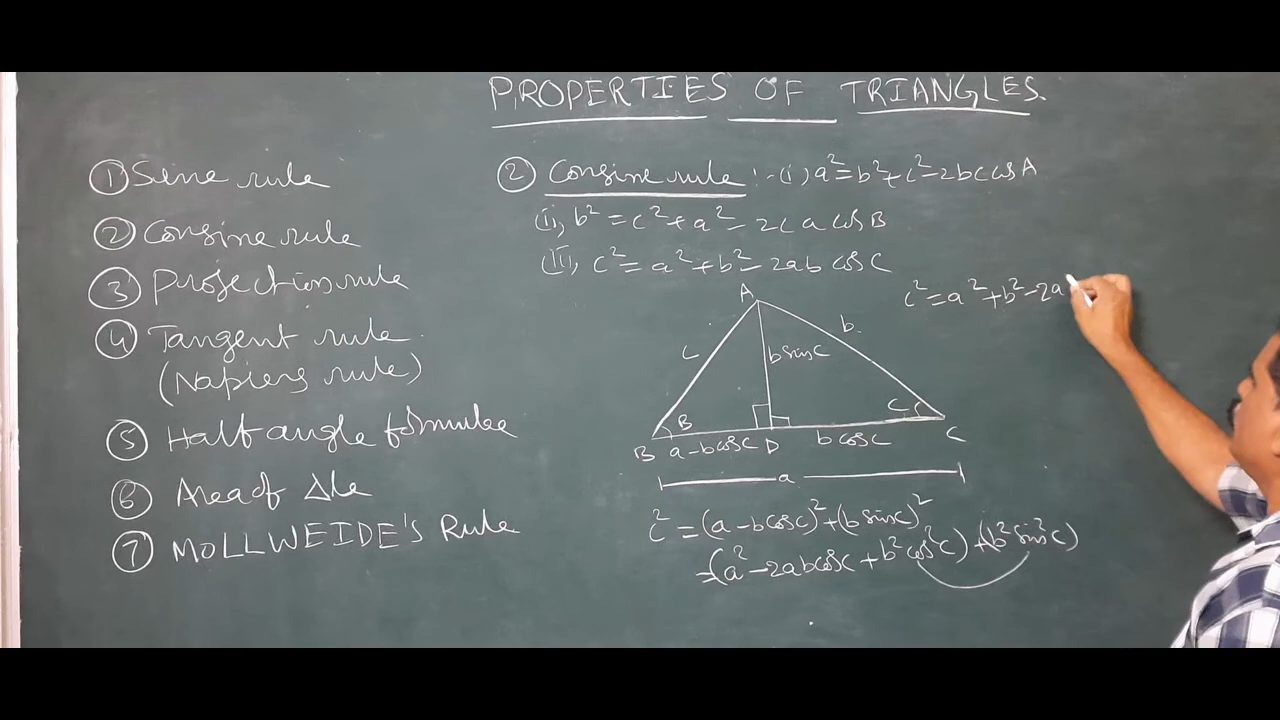 PROPERTIES OF TRIANGLES.
① Sine rule
② Consine rule
③ Projection rule
④ Tangent rule
(Napiers rule)
⑤ Half angle formulae
⑥ Area of Δle
⑦ MOLLWEIDE'S Rule
② Consine rule :- (i) a² = b² + c² - 2bc cos A
(ii) b² = c² + a² - 2ca cos B
(iii) c² = a² + b² - 2ab cos C
c² = a² + b² - 2a
A
c
b
b sin C
B
C
B
a - b cos C
D
b cos C
C
a
c² = (a - b cos C)² + (b sin C)²
= (a² - 2ab cos C + b² cos² C) + (b² sin² C)